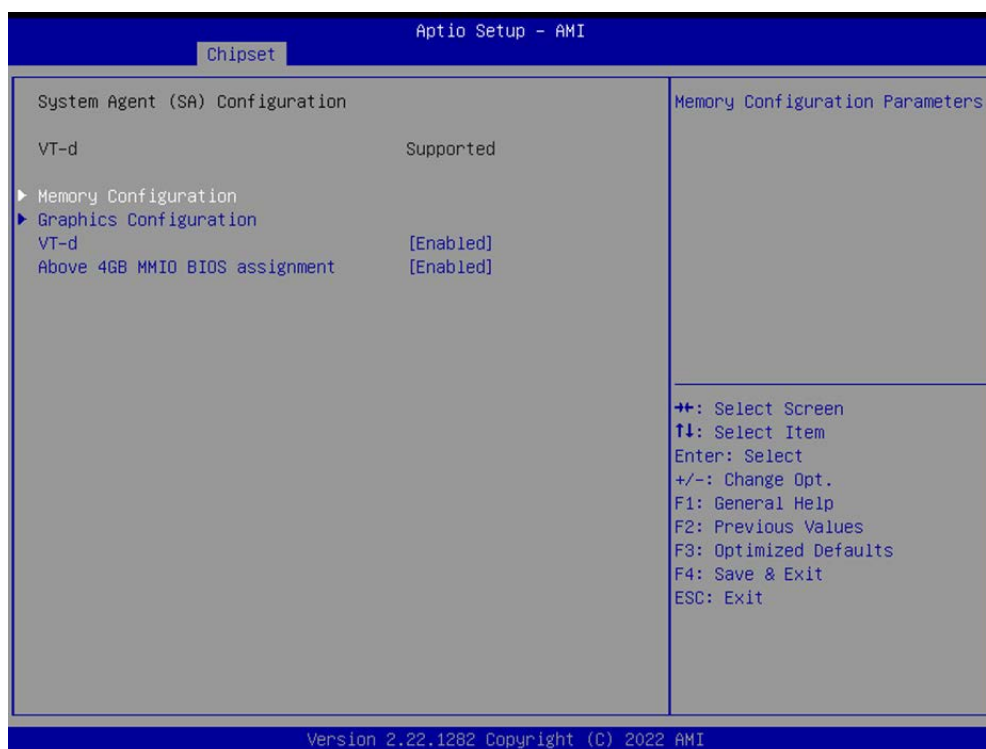 Aptio Setup – AMI
Chipset
System Agent (SA) Configuration
VT-d Supported
Memory Configuration
Graphics Configuration
VT-d [Enabled]
Above 4GB MMIO BIOS assignment [Enabled]
Memory Configuration Parameters
→←: Select Screen
↑↓: Select Item
Enter: Select
+/-: Change Opt.
F1: General Help
F2: Previous Values
F3: Optimized Defaults
F4: Save & Exit
ESC: Exit
Version 2.22.1282 Copyright (C) 2022 AMI